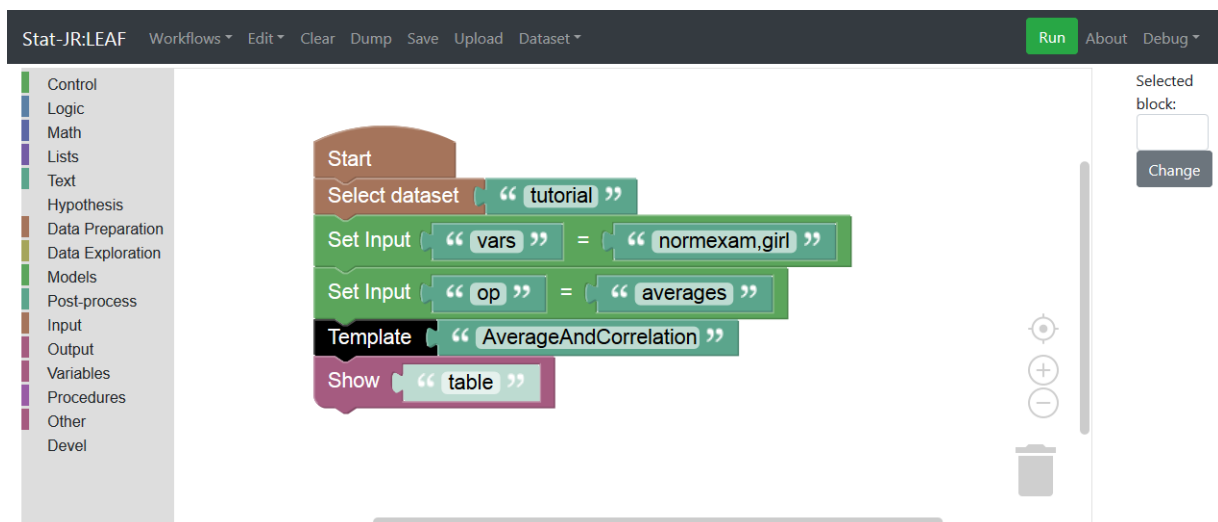 Stat-JR:LEAF Workflows Edit Clear Dump Save Upload Dataset Run About Debug
Control
Logic
Math
Lists
Text
Hypothesis
Data Preparation
Data Exploration
Models
Post-process
Input
Output
Variables
Procedures
Other
Devel
Start
Select dataset “ tutorial ”
Set Input “ vars ” = “ normexam,girl ”
Set Input “ op ” = “ averages ”
Template “ AverageAndCorrelation ”
Show “ table ”
Selected
block:
Change